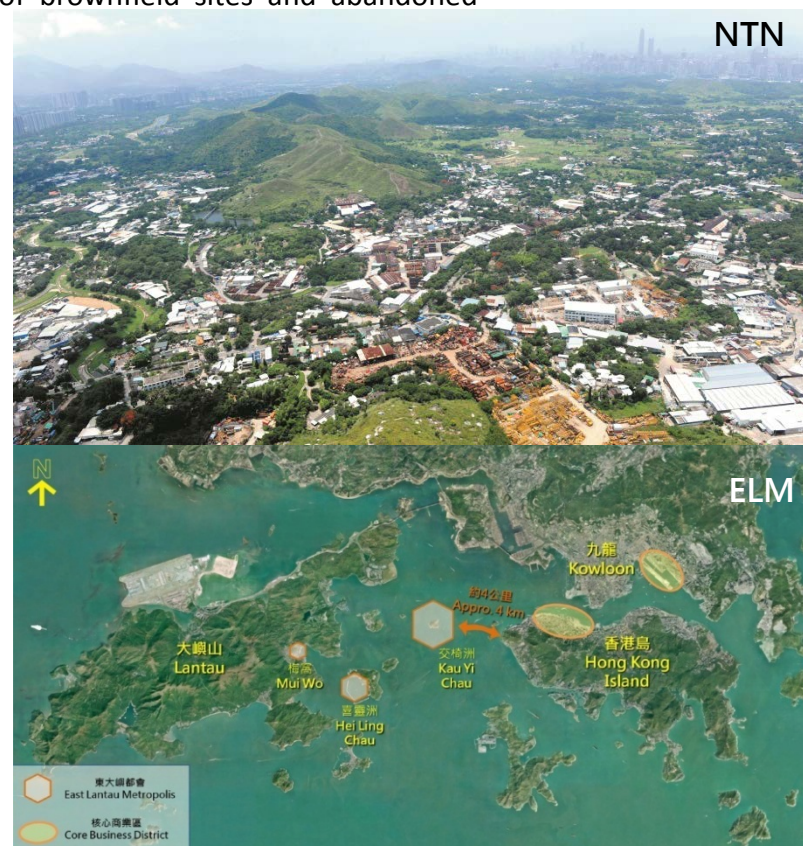 of brownfield sites and abandoned
NTN
N
ELM
九龍
Kowloon
約4公里
Appro. 4 km
大嶼山
Lantau
梅窩
Mui Wo
交椅洲
Kau Yi
Chau
香港島
Hong Kong
Island
喜靈洲
Hei Ling
Chau
東大嶼都會
East Lantau Metropolis
核心商業區
Core Business District